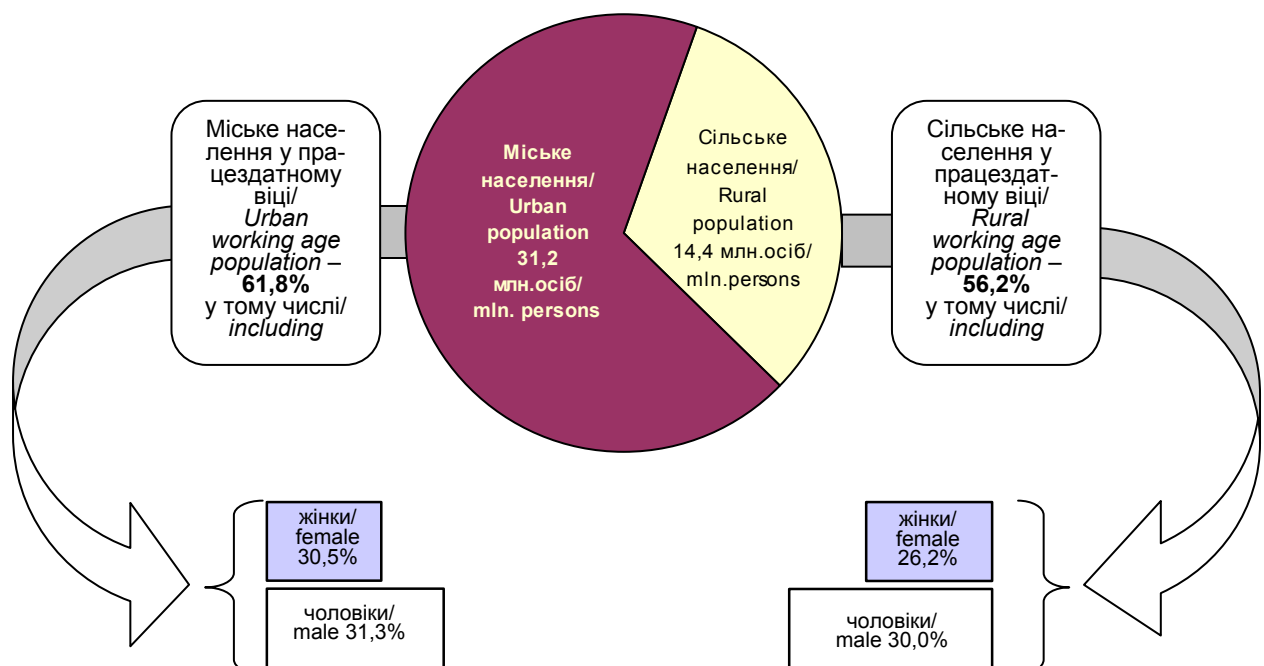 Міське насе-
лення у пра-
цездатному
віці/
Urban
working age
population –
61,8%
у тому числі/
including
Міське
населення/
Urban
population
31,2
млн.осіб/
mln. persons
Сільське
населення/
Rural
population
14,4 млн.осіб/
mln.persons
Сільське на-
селення у
працездат-
ному віці/
Rural
working age
population –
56,2%
у тому числі/
including
жінки/
female
30,5%
чоловіки/
male 31,3%
жінки/
female
26,2%
чоловіки/
male 30,0%